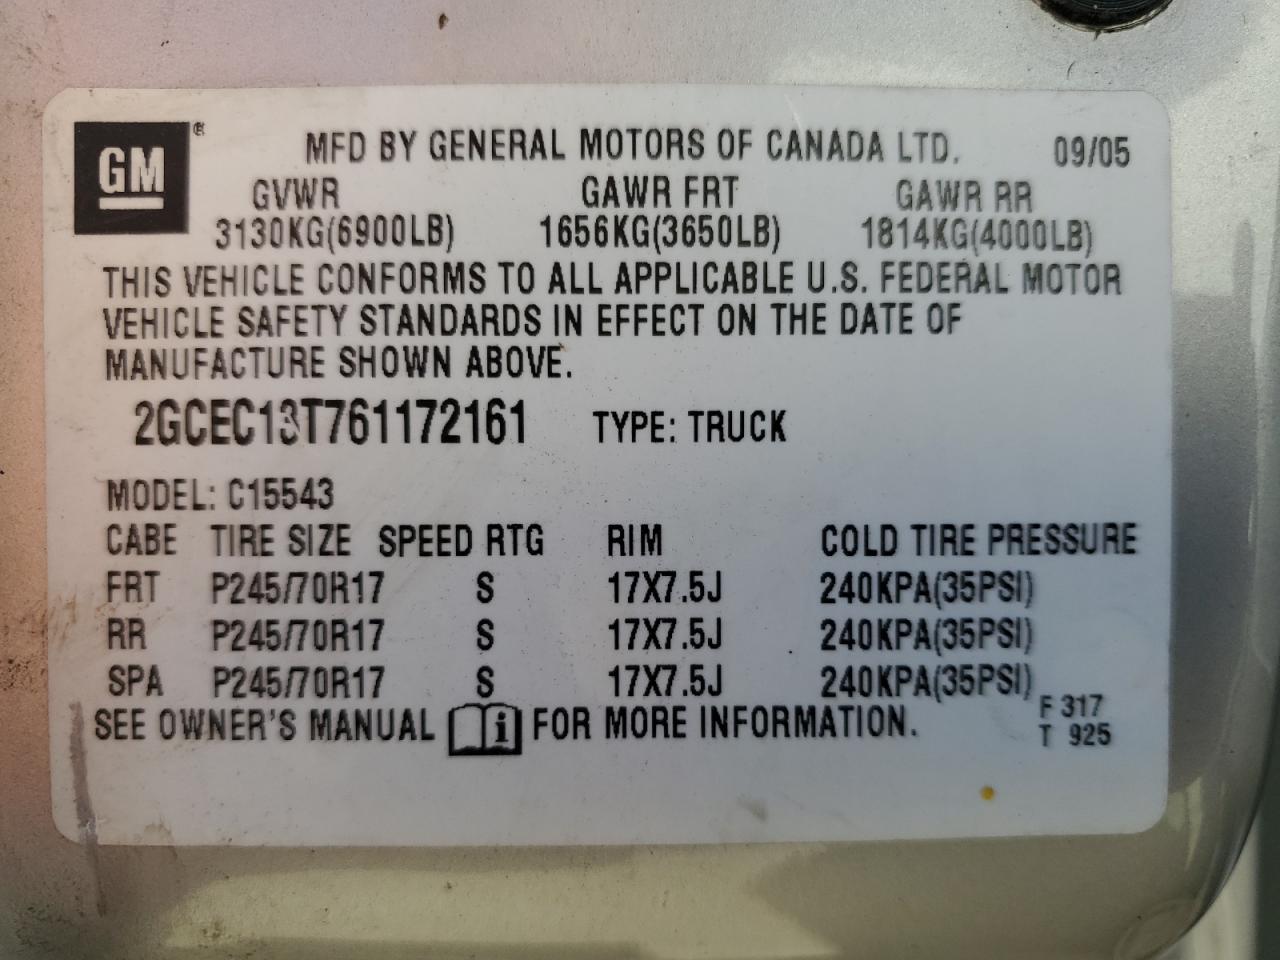 GM®
MFD BY GENERAL MOTORS OF CANADA LTD. 09/05
GVWR GAWR FRT GAWR RR
3130KG(6900LB) 1656KG(3650LB) 1814KG(4000LB)
THIS VEHICLE CONFORMS TO ALL APPLICABLE U.S. FEDERAL MOTOR
VEHICLE SAFETY STANDARDS IN EFFECT ON THE DATE OF
MANUFACTURE SHOWN ABOVE.
2GCEC13T761172161 TYPE: TRUCK
MODEL: C15543
CABE TIRE SIZE SPEED RTG RIM COLD TIRE PRESSURE
FRT P245/70R17 S 17X7.5J 240KPA(35PSI)
RR P245/70R17 S 17X7.5J 240KPA(35PSI)
SPA P245/70R17 S 17X7.5J 240KPA(35PSI)
SEE OWNER'S MANUAL i FOR MORE INFORMATION.
F 317
T 925